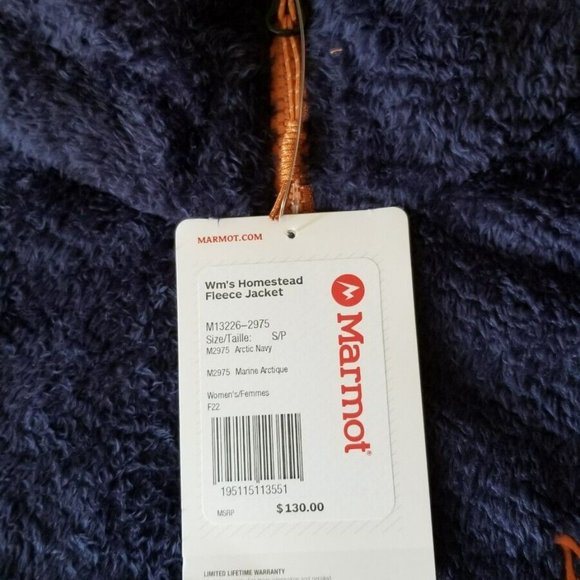 MARMOT.COM
Wm's Homestead
Fleece Jacket
M13226-2975
Size/Taille: S/P
M2975 Arctic Navy
M2975 Marine Arctique
Women's/Femmes
F22
195115113551
MSRP $130.00
Marmot
LIMITED LIFETIME WARRANTY